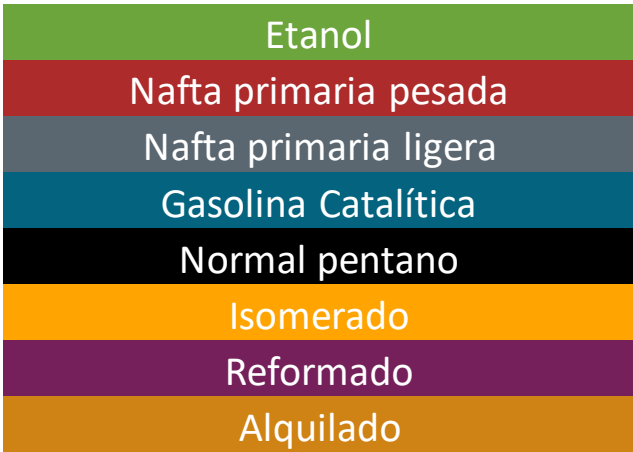 Etanol
Nafta primaria pesada
Nafta primaria ligera
Gasolina Catalítica
Normal pentano
Isomerado
Reformado
Alquilado